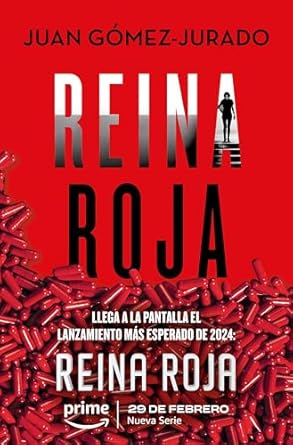 JUAN GÓMEZ-JURADO
REINA
ROJA
LLEGA A LA PANTALLA EL
LANZAMIENTO MÁS ESPERADO DE 2024:
REINA ROJA
prime | 29 DE FEBRERO
Nueva Serie